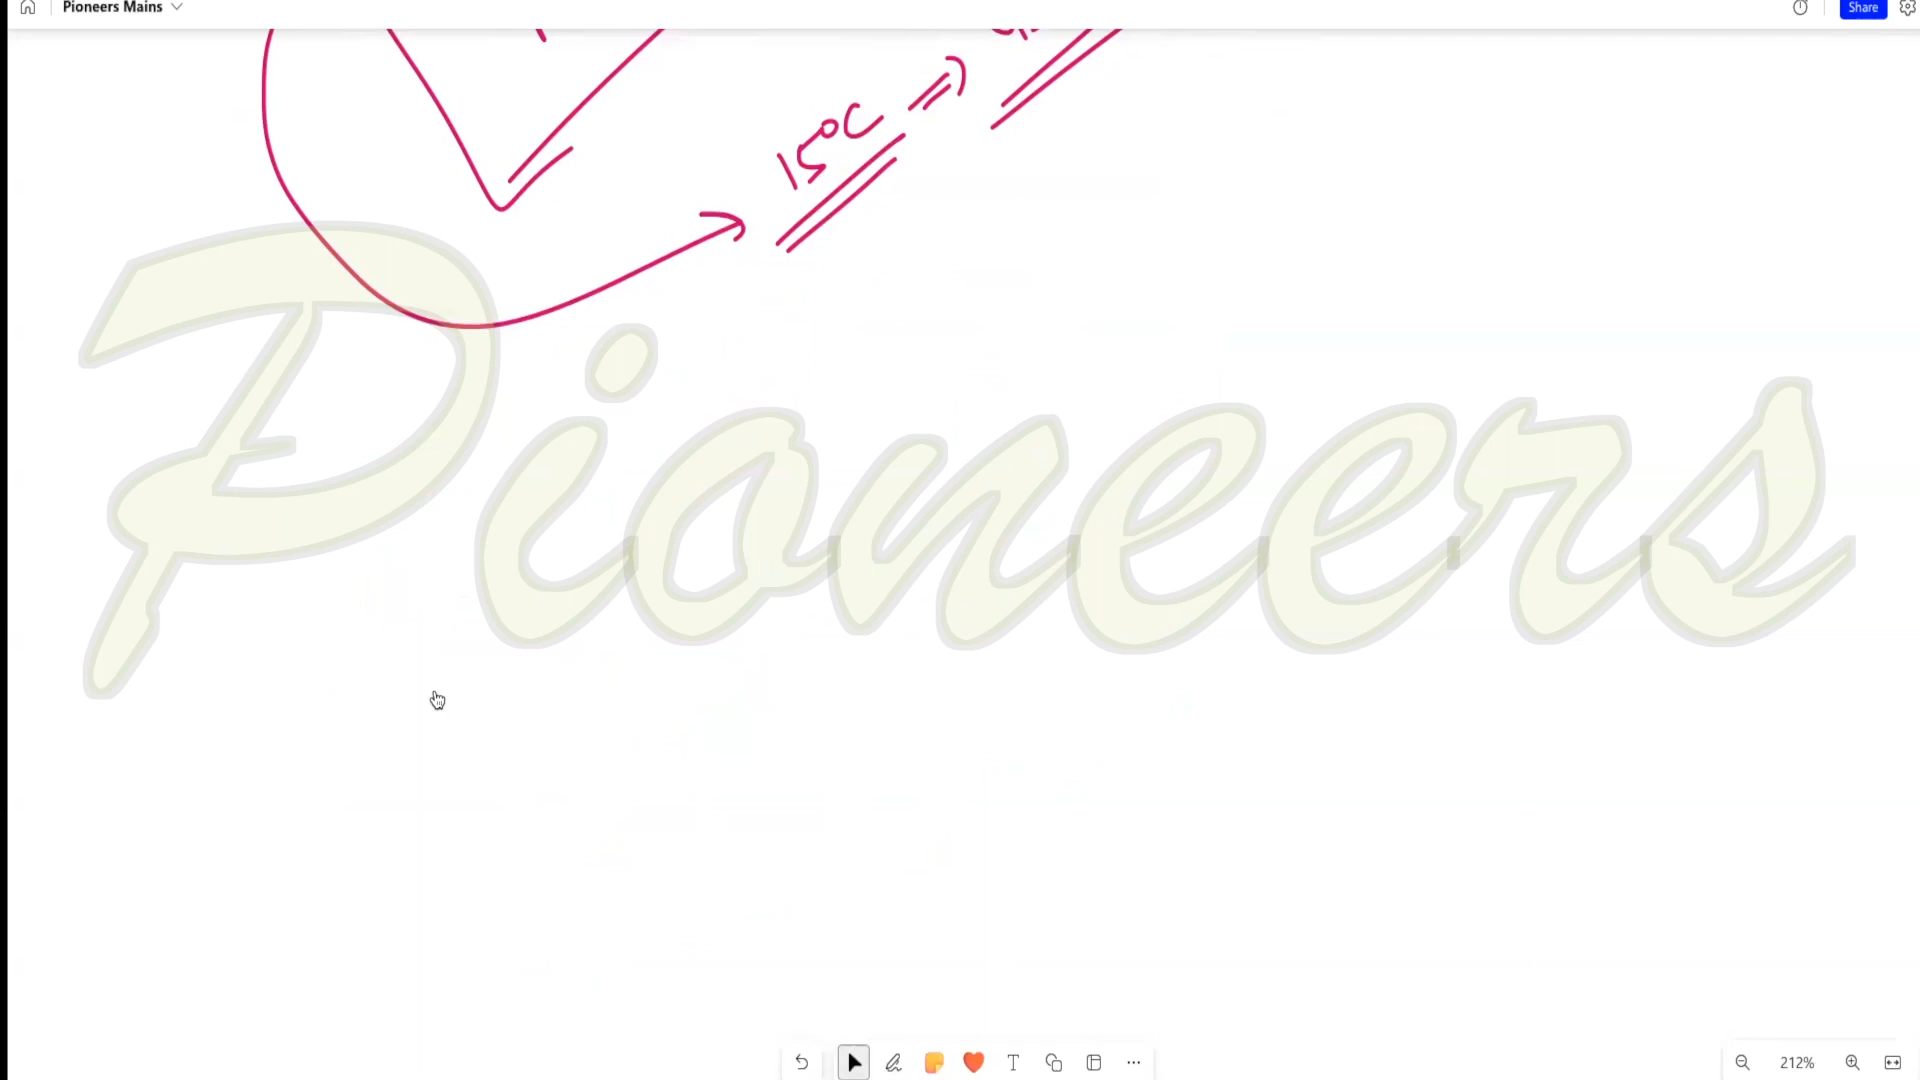 Pioneers Mains
Share
15°C ⇒
Pioneers
212%